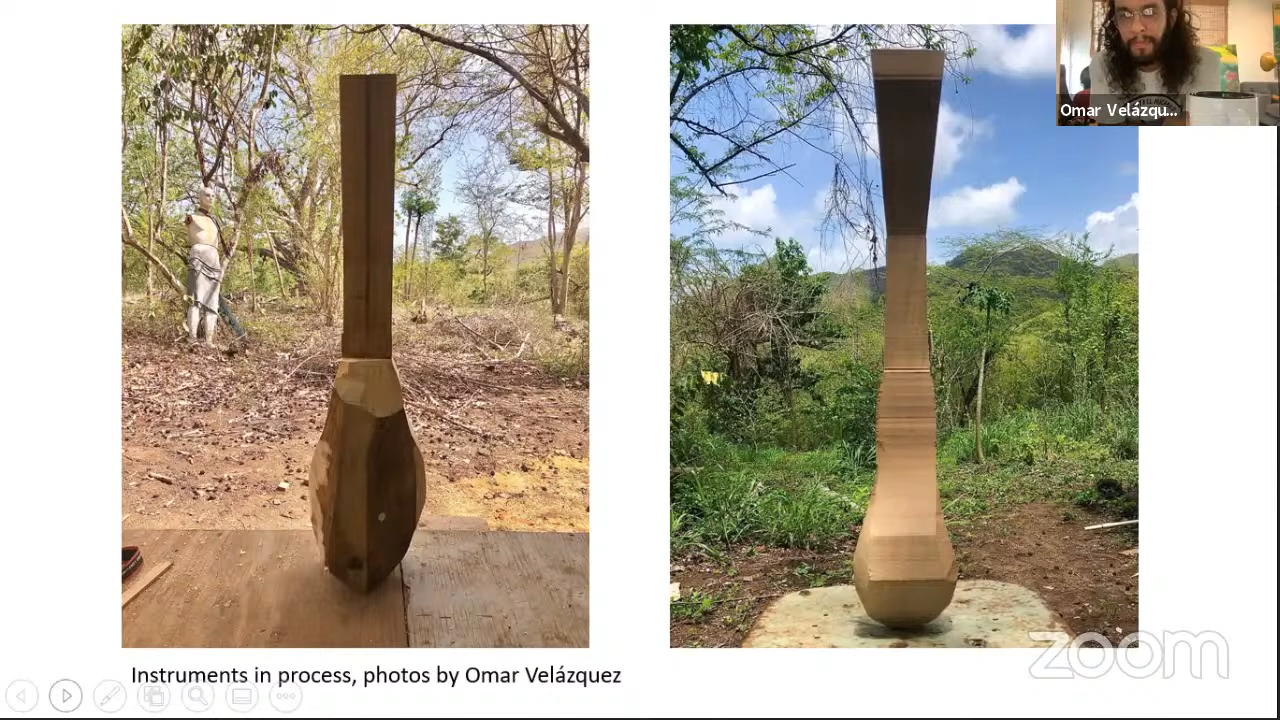 Omar Velázqu...
Instruments in process, photos by Omar Velázquez
zoom